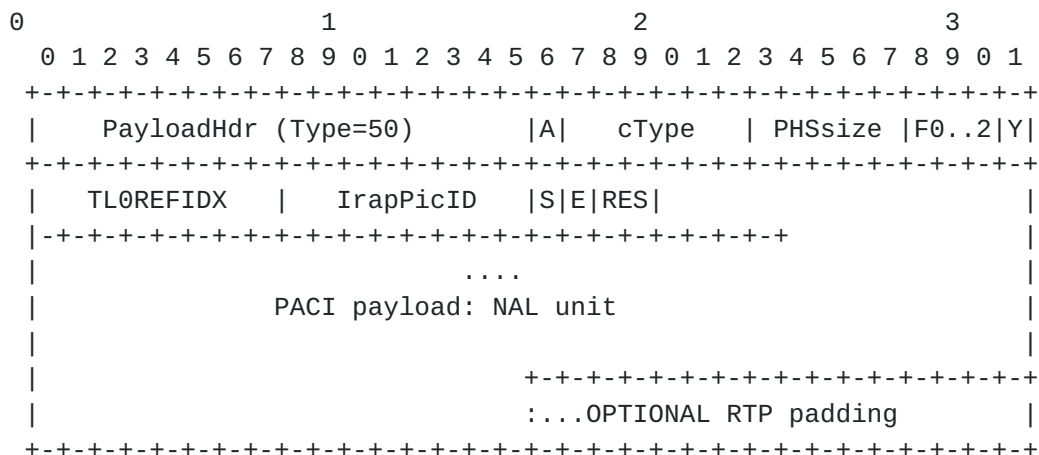 0                   1                   2                   3
  0 1 2 3 4 5 6 7 8 9 0 1 2 3 4 5 6 7 8 9 0 1 2 3 4 5 6 7 8 9 0 1
 +-+-+-+-+-+-+-+-+-+-+-+-+-+-+-+-+-+-+-+-+-+-+-+-+-+-+-+-+-+-+-+-+
 |    PayloadHdr (Type=50)       |A|   cType   | PHSsize |F0..2|Y|
 +-+-+-+-+-+-+-+-+-+-+-+-+-+-+-+-+-+-+-+-+-+-+-+-+-+-+-+-+-+-+-+-+
 |   TL0REFIDX   |   IrapPicID   |S|E|RES|                       |
 |-+-+-+-+-+-+-+-+-+-+-+-+-+-+-+-+-+-+-+-+-+-+-+-+               |
 |                           ....                                |
 |               PACI payload: NAL unit                          |
 |                                                               |
 |                               +-+-+-+-+-+-+-+-+-+-+-+-+-+-+-+-+
 |                               :...OPTIONAL RTP padding        |
 +-+-+-+-+-+-+-+-+-+-+-+-+-+-+-+-+-+-+-+-+-+-+-+-+-+-+-+-+-+-+-+-+